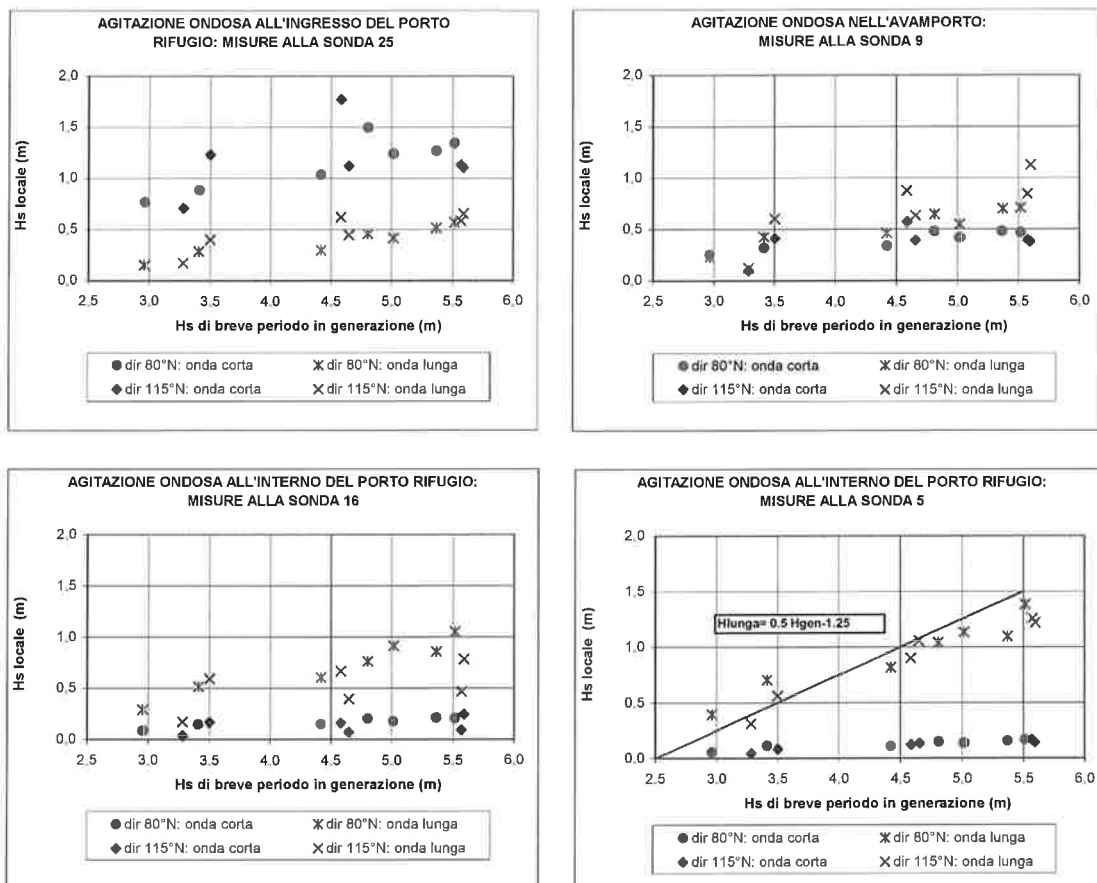 AGITAZIONE ONDOSA ALL'INGRESSO DEL PORTO
RIFUGIO: MISURE ALLA SONDA 25
2,0
1,5
1,0
0,5
0,0
Hs locale (m)
2,5 3,0 3,5 4,0 4,5 5,0 5,5 6,0
Hs di breve periodo in generazione (m)
dir 80°N: onda corta dir 80°N: onda lunga
dir 115°N: onda corta dir 115°N: onda lunga
AGITAZIONE ONDOSA NELL'AVAMPORTO:
MISURE ALLA SONDA 9
2,0
1,5
1,0
0,5
0,0
Hs locale (m)
2,5 3,0 3,5 4,0 4,5 5,0 5,5 6,0
Hs di breve periodo in generazione (m)
dir 80°N: onda corta dir 80°N: onda lunga
dir 115°N: onda corta dir 115°N: onda lunga
AGITAZIONE ONDOSA ALL'INTERNO DEL PORTO RIFUGIO:
MISURE ALLA SONDA 16
2,0
1,5
1,0
0,5
0,0
Hs locale (m)
2,5 3,0 3,5 4,0 4,5 5,0 5,5 6,0
Hs di breve periodo in generazione (m)
dir 80°N: onda corta dir 80°N: onda lunga
dir 115°N: onda corta dir 115°N: onda lunga
AGITAZIONE ONDOSA ALL'INTERNO DEL PORTO RIFUGIO:
MISURE ALLA SONDA 5
2,0
1,5
1,0
0,5
0,0
Hs locale (m)
Hlunga= 0.5 Hgen-1.25
2,5 3,0 3,5 4,0 4,5 5,0 5,5 6,0
Hs di breve periodo in generazione (m)
dir 80°N: onda corta dir 80°N: onda lunga
dir 115°N: onda corta dir 115°N: onda lunga